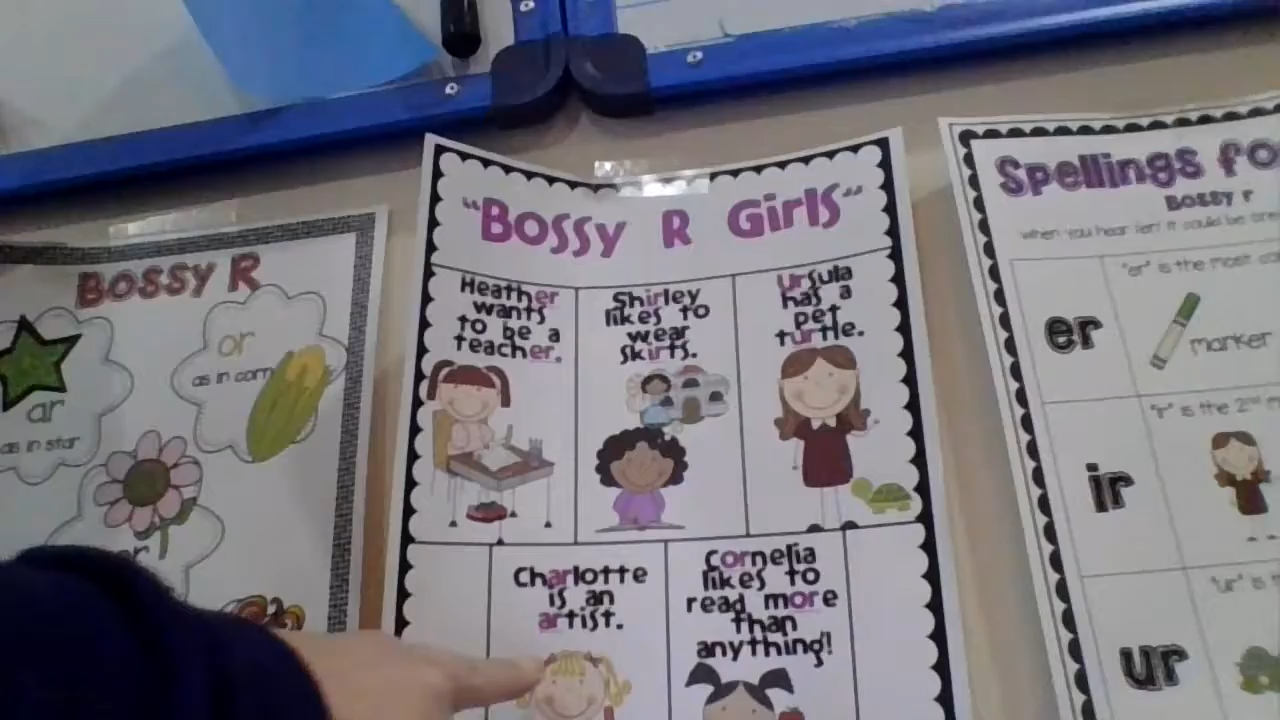 BOSSY R
ar
as in star
or
as in corn
"BOSSY R GIRLS"
Heather
wants
to be a
teacher.
Shirley
likes to
wear
skirts.
Ursula
has a
pet
turtle.
Charlotte
is an
artist.
Cornelia
likes to
read more
than
anything!
Spellings fo
BOSSY r
er
"er" is the most
marker
ir
"ir" is the 2nd
ur
"ur" is